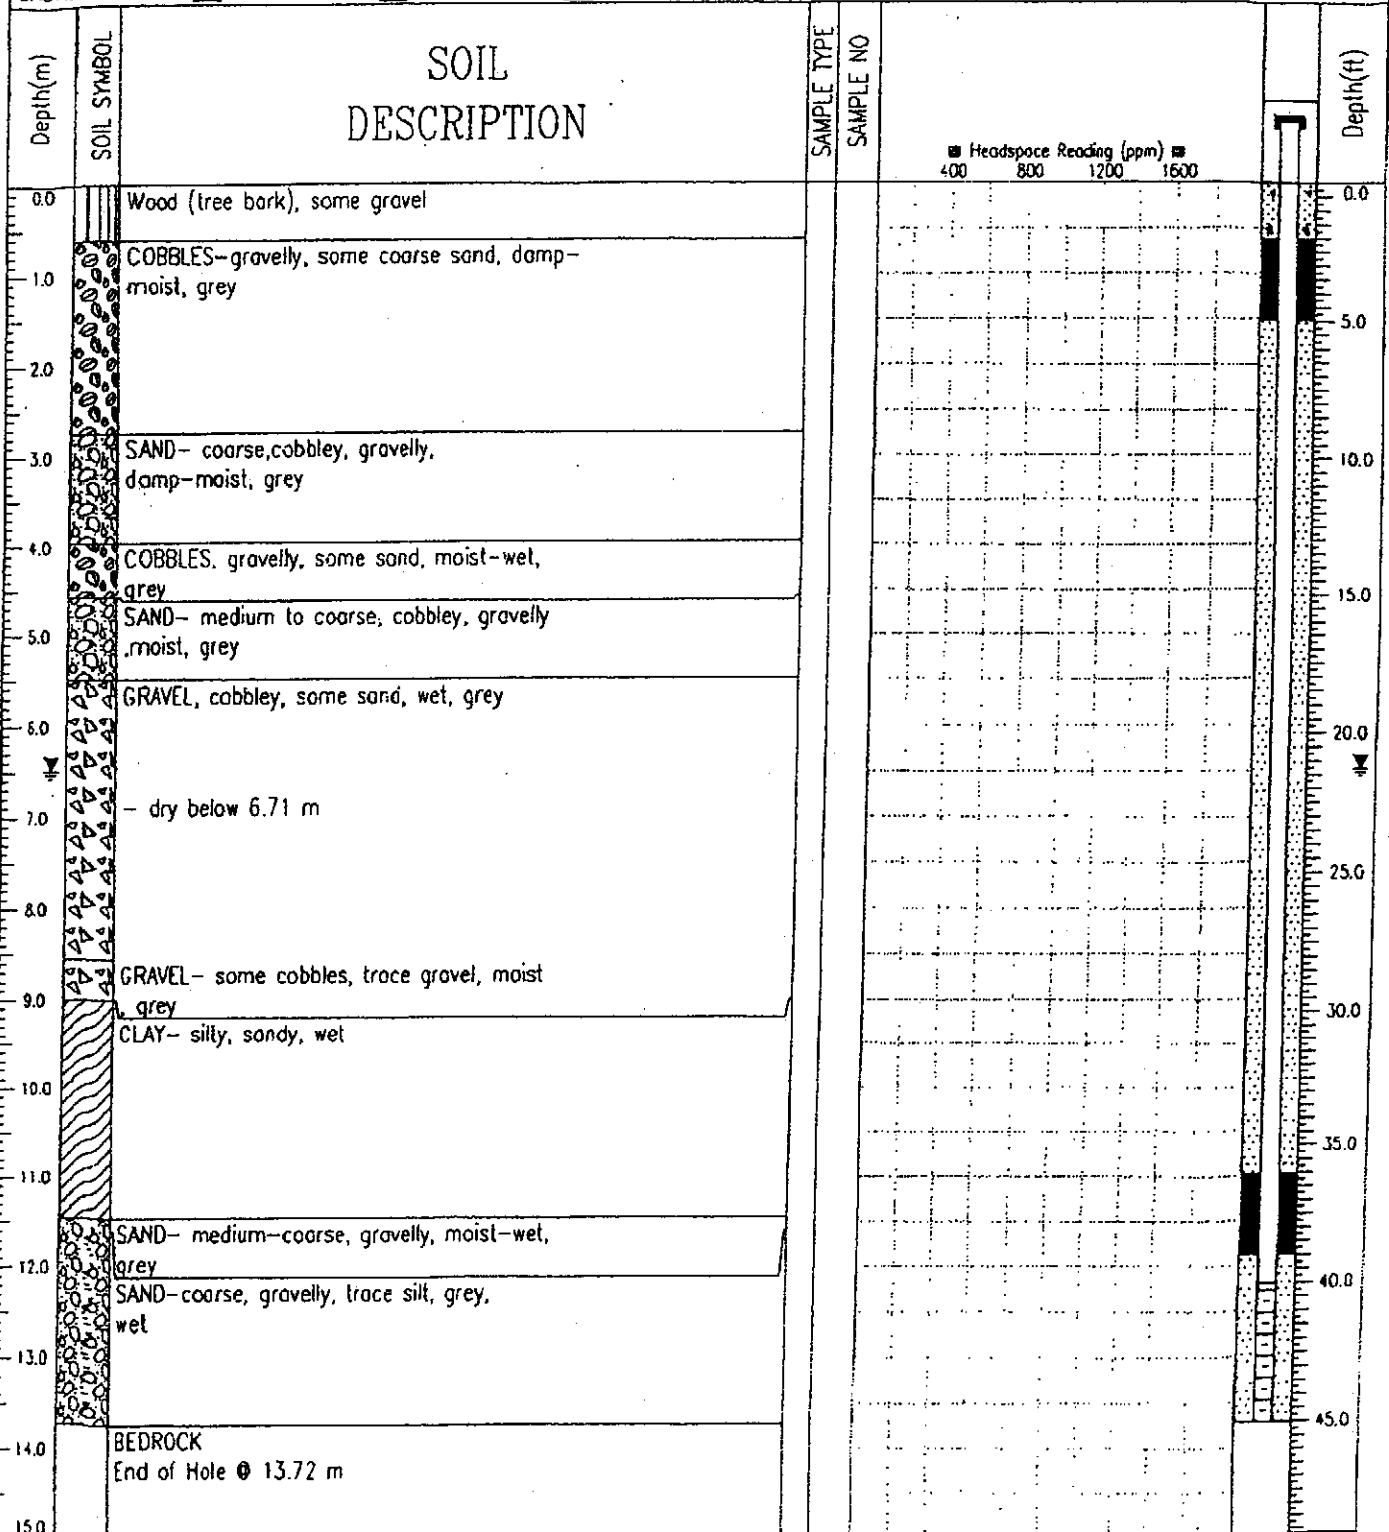 Depth(m)
SOIL SYMBOL
SOIL
DESCRIPTION
SAMPLE TYPE
SAMPLE NO
Depth(ft)
Headspace Reading (ppm)
400 800 1200 1600
0.0
Wood (tree bark), some gravel
0.0
COBBLES-gravelly, some coarse sand, damp-
moist, grey
1.0
5.0
2.0
SAND- coarse,cobbley, gravelly,
damp-moist, grey
3.0
10.0
4.0
COBBLES, gravelly, some sand, moist-wet,
grey
15.0
SAND- medium to coarse, cobbley, gravelly
,moist, grey
5.0
GRAVEL, cobbley, some sand, wet, grey
6.0
20.0
- dry below 6.71 m
7.0
25.0
8.0
GRAVEL- some cobbles, trace gravel, moist
, grey
9.0
30.0
CLAY- silty, sandy, wet
10.0
35.0
11.0
SAND- medium-coarse, gravelly, moist-wet,
grey
12.0
40.0
SAND-coarse, gravelly, trace silt, grey,
wet
13.0
45.0
BEDROCK
14.0
End of Hole @ 13.72 m
15.0